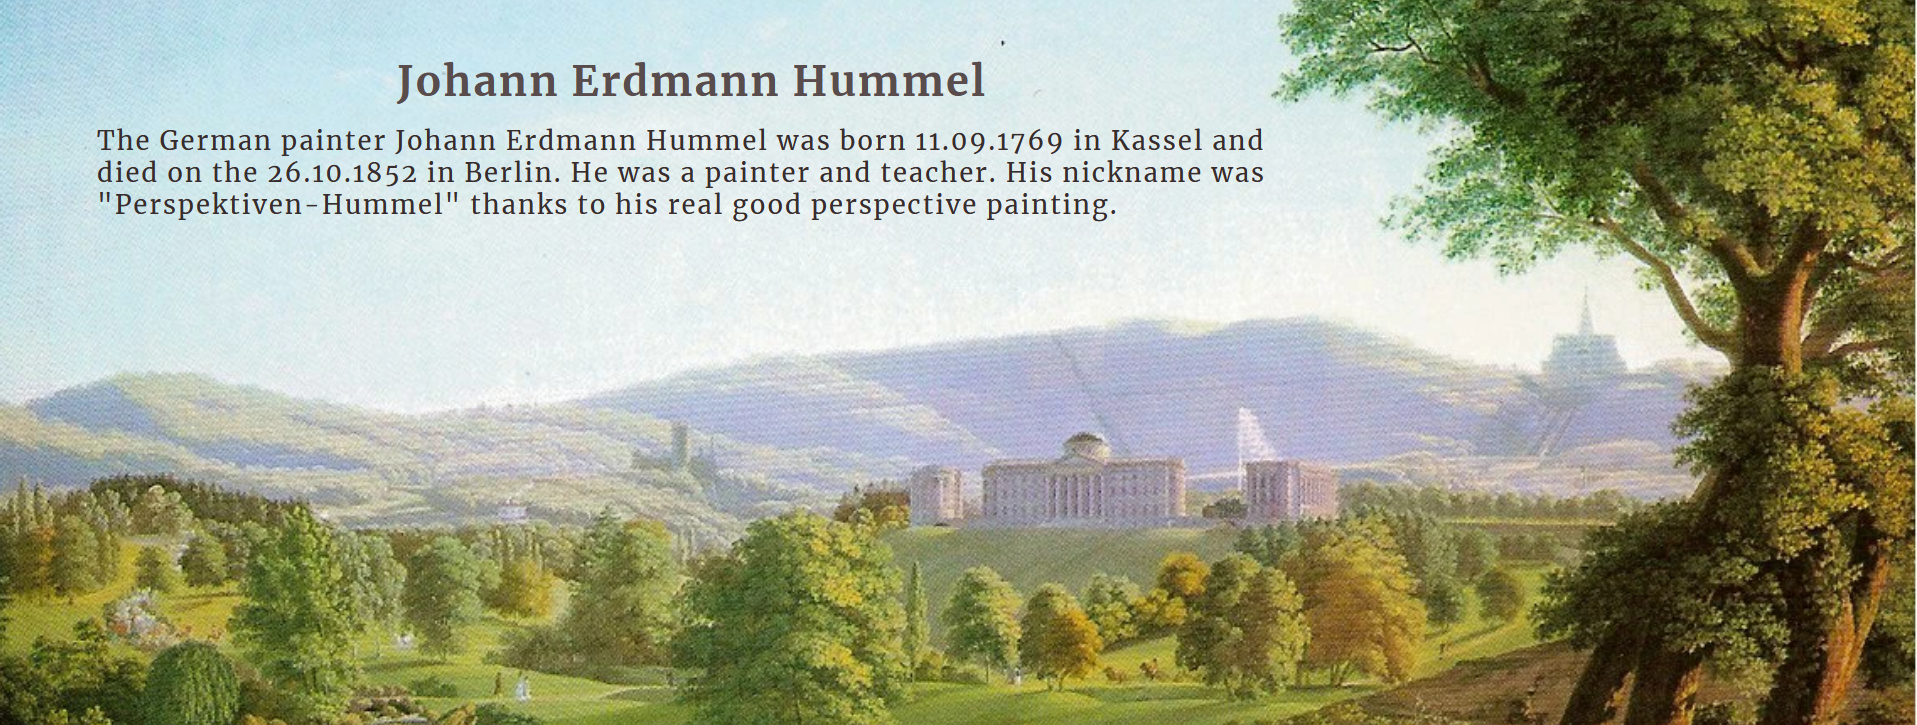 Johann Erdmann Hummel
The German painter Johann Erdmann Hummel was born 11.09.1769 in Kassel and
died on the 26.10.1852 in Berlin. He was a painter and teacher. His nickname was
"Perspektiven-Hummel" thanks to his real good perspective painting.